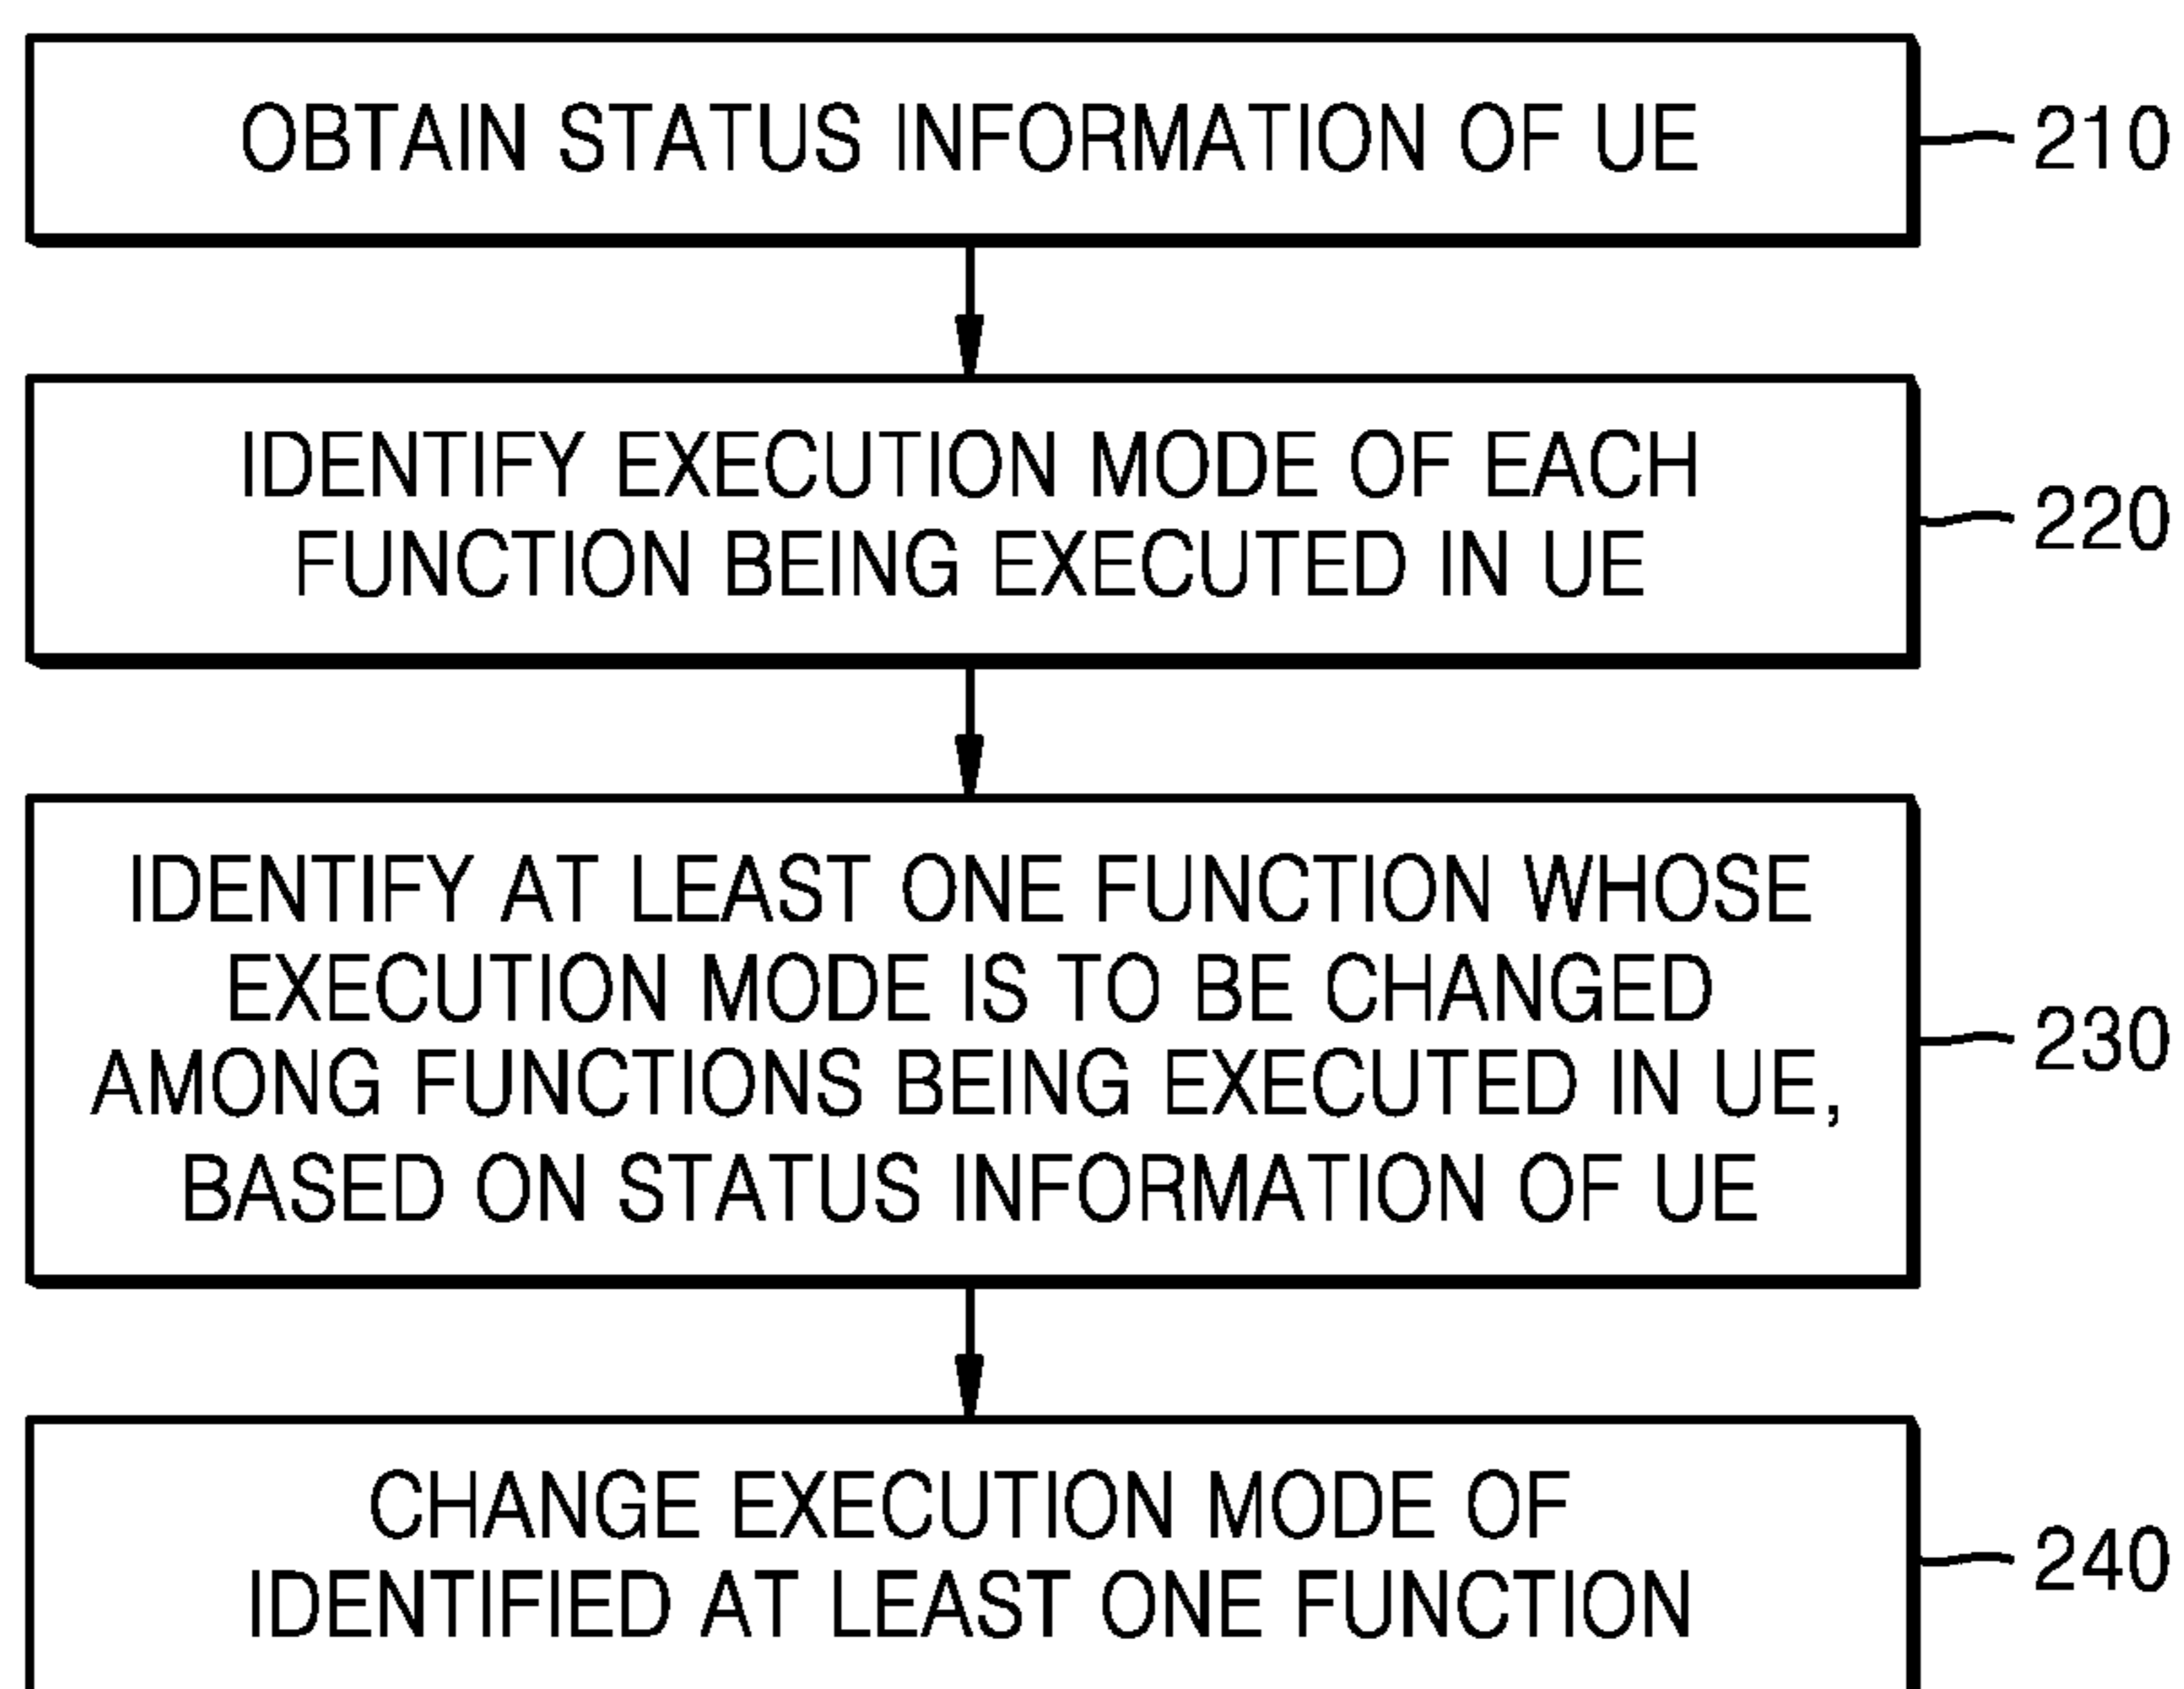 OBTAIN STATUS INFORMATION OF UE
210
IDENTIFY EXECUTION MODE OF EACH
FUNCTION BEING EXECUTED IN UE
220
IDENTIFY AT LEAST ONE FUNCTION WHOSE
EXECUTION MODE IS TO BE CHANGED
AMONG FUNCTIONS BEING EXECUTED IN UE,
BASED ON STATUS INFORMATION OF UE
230
CHANGE EXECUTION MODE OF
IDENTIFIED AT LEAST ONE FUNCTION
240